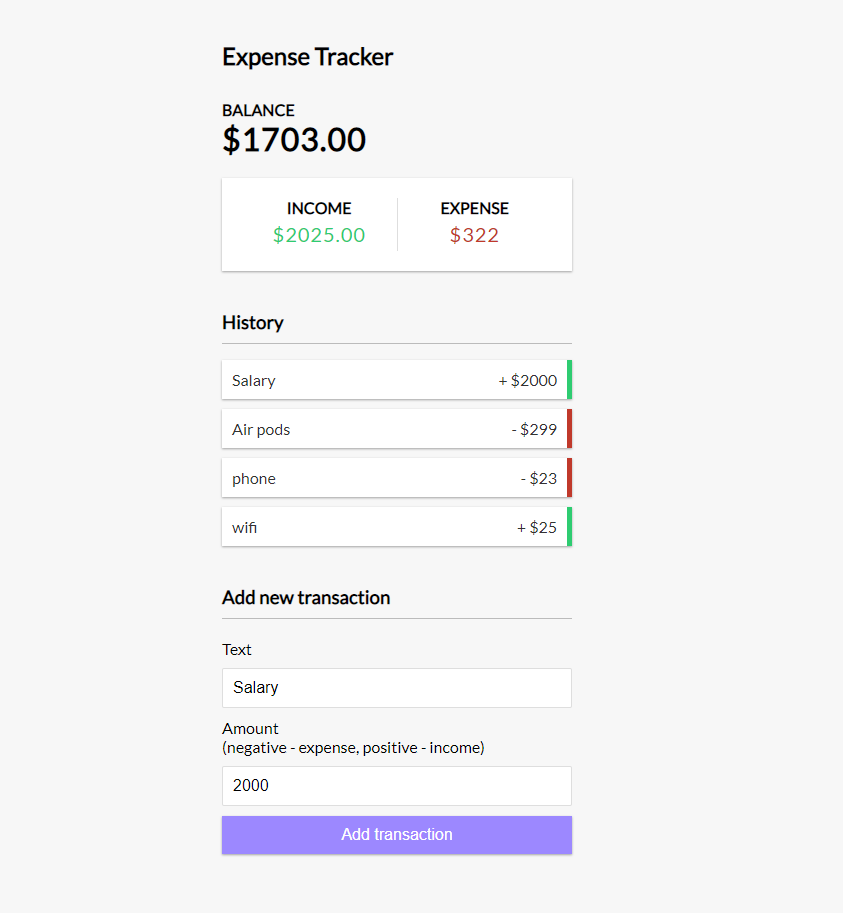 Expense Tracker
BALANCE
$1703.00
INCOME EXPENSE
$2025.00 $322
History
Salary + $2000
Air pods - $299
phone - $23
wifi + $25
Add new transaction
Text
Salary
Amount
(negative - expense, positive - income)
2000
Add transaction